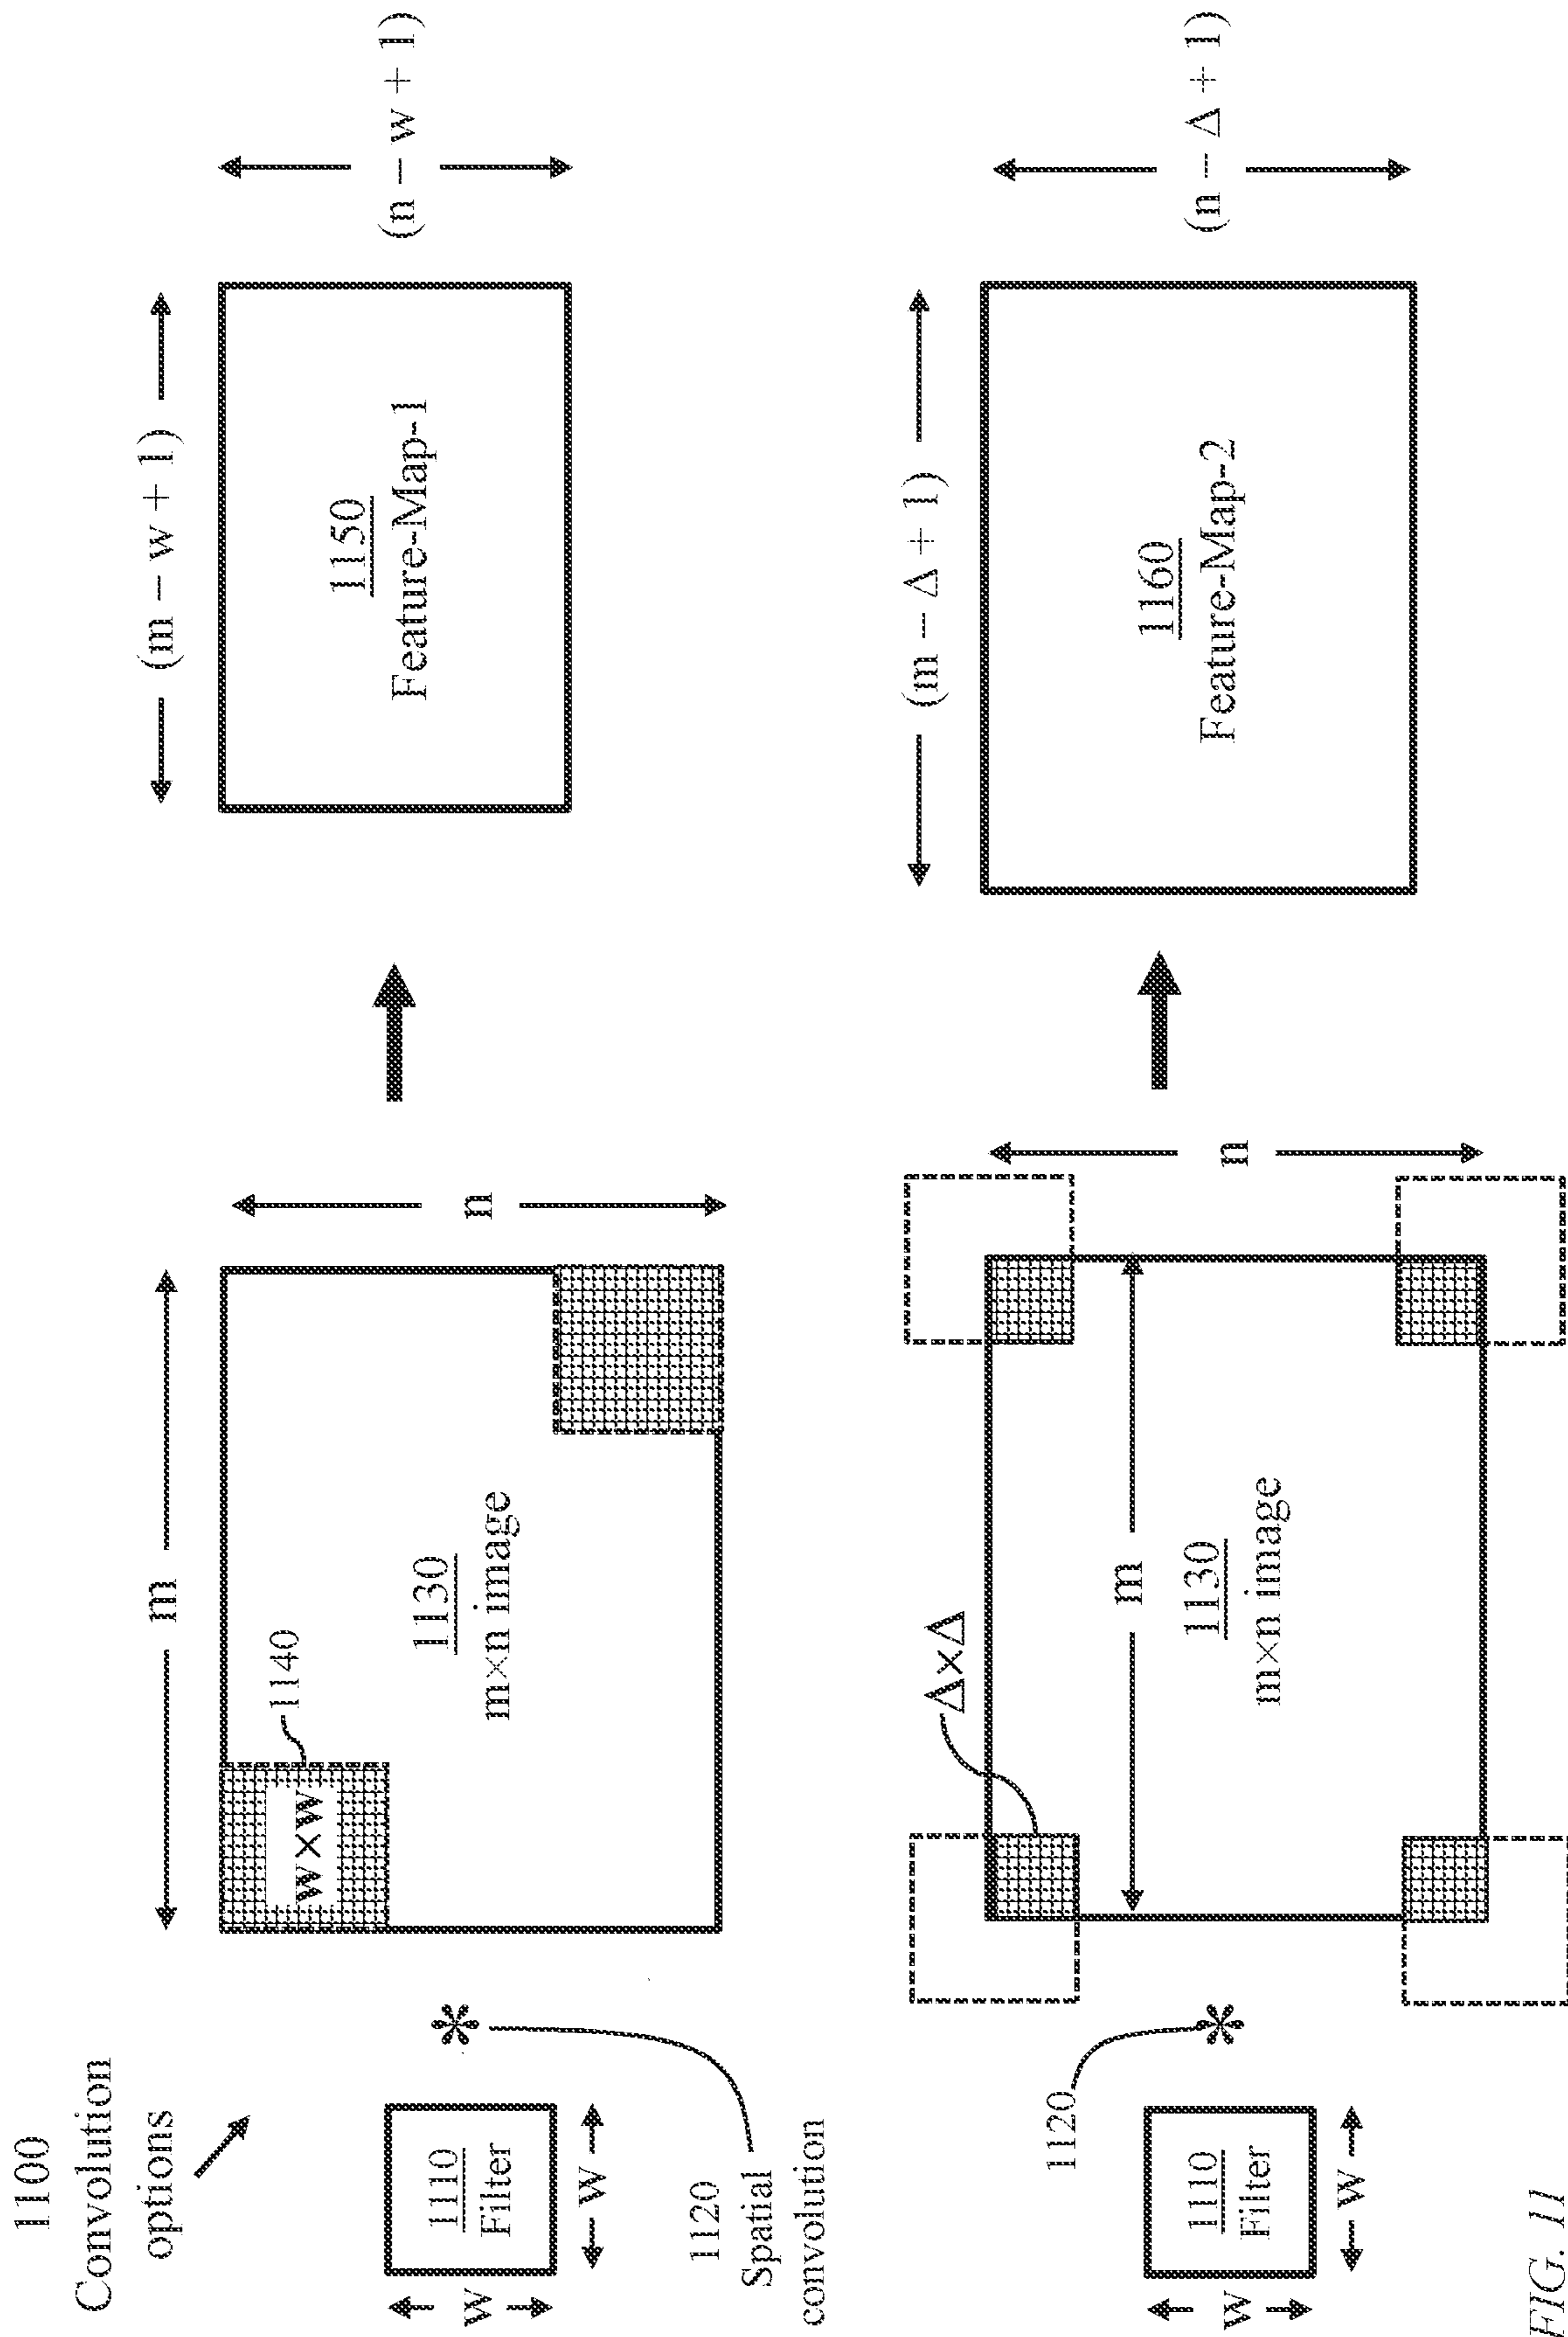 1100
Convolution
options
1110
Filter
w
w
1120
Spatial
convolution
*
m
w×w
1140
1130
m×n image
n
(m − w + 1)
1150
Feature-Map-1
(n − w + 1)
1110
Filter
w
w
1120
*
Δ×Δ
m
1130
m×n image
n
(m − Δ + 1)
1160
Feature-Map-2
(n − Δ + 1)
FIG. 11